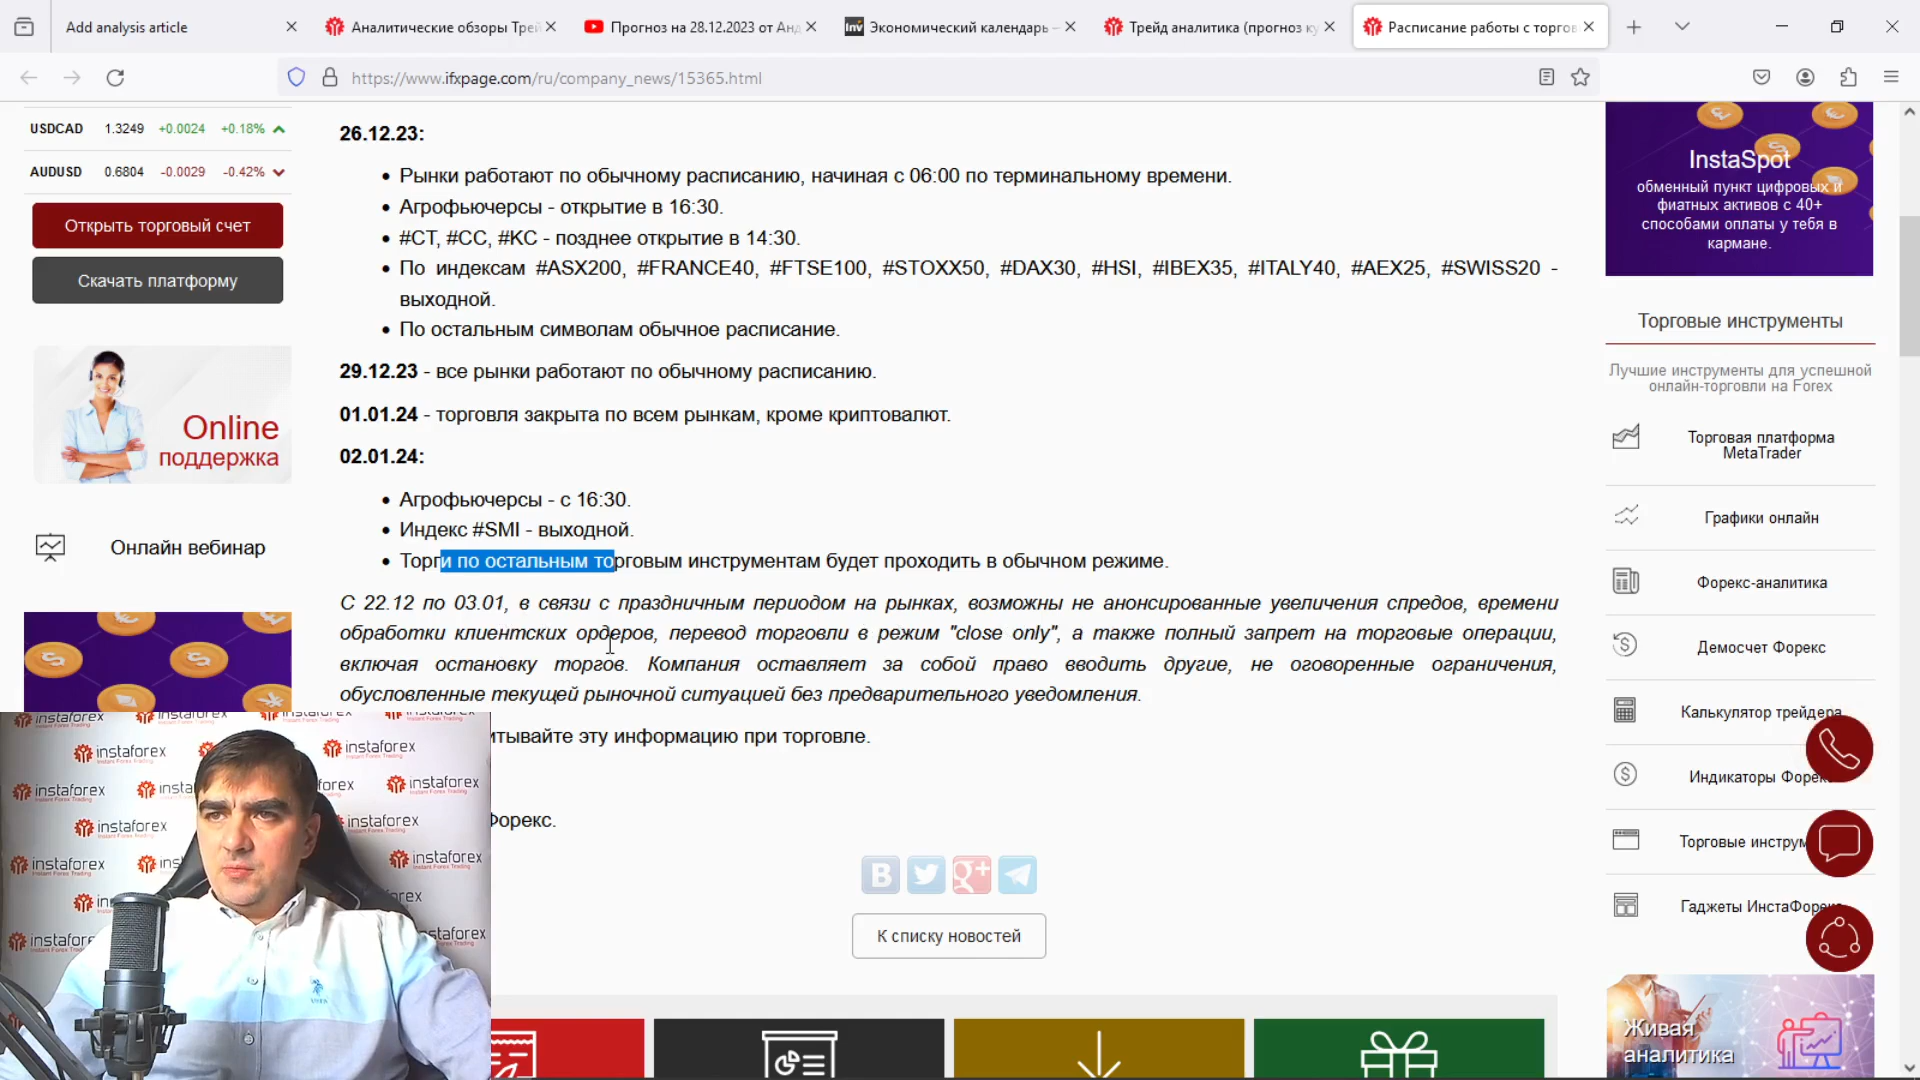 Add analysis article
Аналитические обзоры Трей
Прогноз на 28.12.2023 от Анд
Экономический календарь –
Трейд аналитика (прогноз ку
Расписание работы с торгов
https://www.ifxpage.com/ru/company_news/15365.html
USDCAD 1.3249 +0.0024 +0.18%
AUDUSD 0.6804 -0.0029 -0.42%
Открыть торговый счет
Скачать платформу
Online
поддержка
Онлайн вебинар
26.12.23:
• Рынки работают по обычному расписанию, начиная с 06:00 по терминальному времени.
• Агрофьючерсы - открытие в 16:30.
• #CT, #CC, #KC - позднее открытие в 14:30.
• По индексам #ASX200, #FRANCE40, #FTSE100, #STOXX50, #DAX30, #HSI, #IBEX35, #ITALY40, #AEX25, #SWISS20 -
выходной.
• По остальным символам обычное расписание.
29.12.23 - все рынки работают по обычному расписанию.
01.01.24 - торговля закрыта по всем рынкам, кроме криптовалют.
02.01.24:
• Агрофьючерсы - с 16:30.
• Индекс #SMI - выходной.
• Торги по остальным торговым инструментам будет проходить в обычном режиме.
С 22.12 по 03.01, в связи с праздничным периодом на рынках, возможны не анонсированные увеличения спредов, времени
обработки клиентских ордеров, перевод торговли в режим "close only", а также полный запрет на торговые операции,
включая остановку торгов. Компания оставляет за собой право вводить другие, не оговоренные ограничения,
обусловленные текущей рыночной ситуацией без предварительного уведомления.
итывайте эту информацию при торговле.
Форекс.
К списку новостей
InstaSpot
обменный пункт цифровых и
фиатных активов с 40+
способами оплаты у тебя в
кармане.
Торговые инструменты
Лучшие инструменты для успешной
онлайн-торговли на Forex
Торговая платформа
MetaTrader
Графики онлайн
Форекс-аналитика
Демосчет Форекс
Калькулятор трейдера
Индикаторы Форек
Торговые инструм
Гаджеты ИнстаФорекс
Живая
аналитика
instaforex
Instant Forex Trading